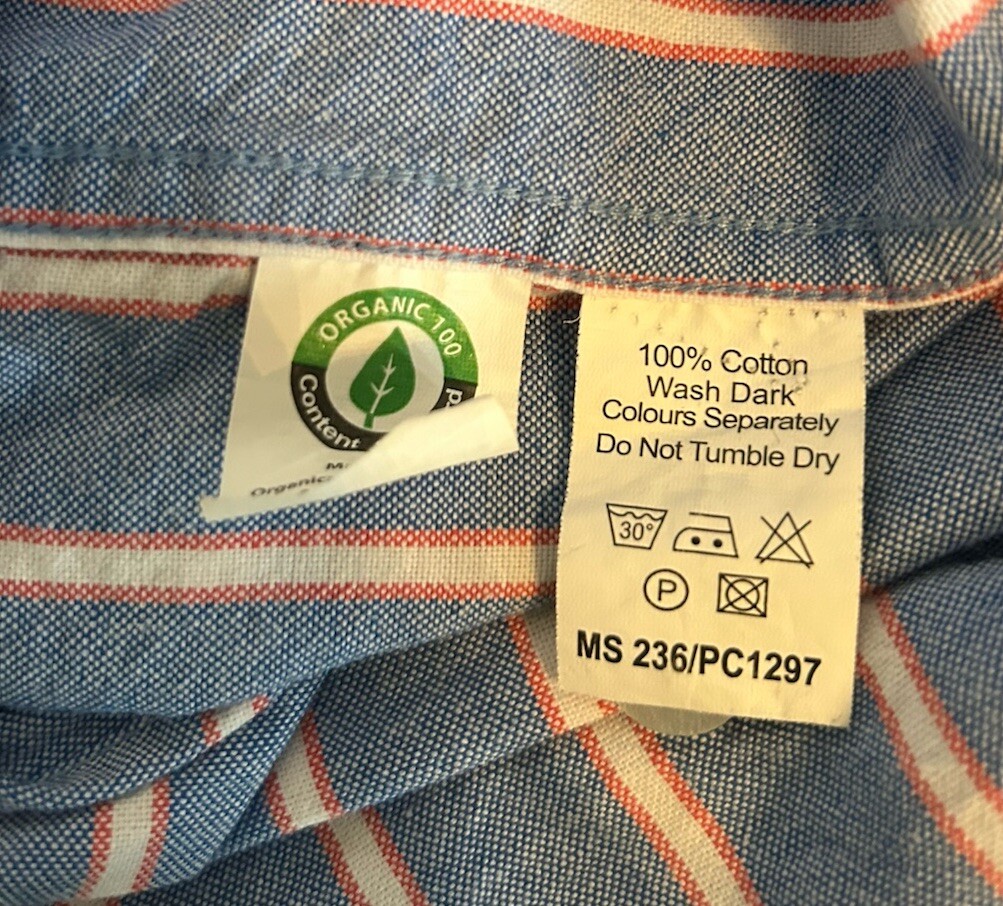 ORGANIC 100
Content
100% Cotton
Wash Dark
Colours Separately
Do Not Tumble Dry
30°
P
MS 236/PC1297